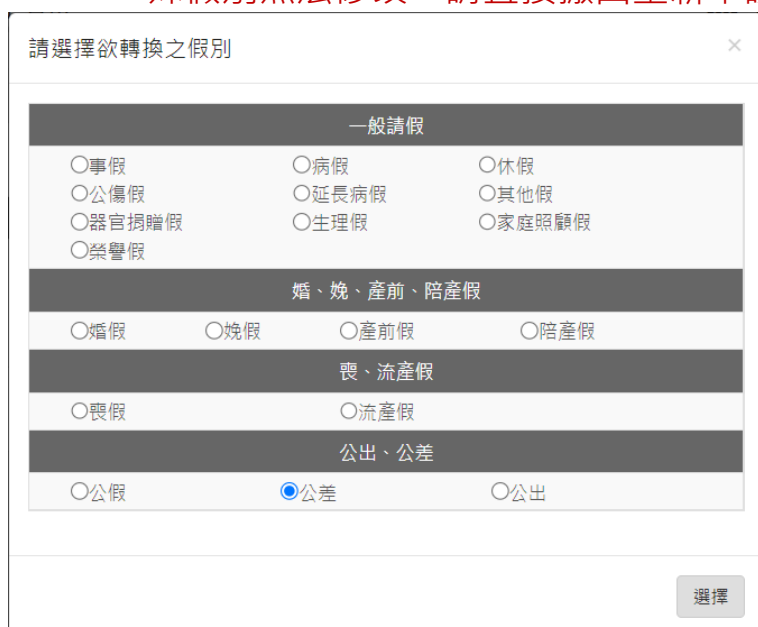 請選擇欲轉換之假別 ×
一般請假
事假 病假 休假
公傷假 延長病假 其他假
器官捐贈假 生理假 家庭照顧假
榮譽假
婚、娩、產前、陪產假
婚假 娩假 產前假 陪產假
喪、流產假
喪假 流產假
公出、公差
公假 公差 公出
選擇